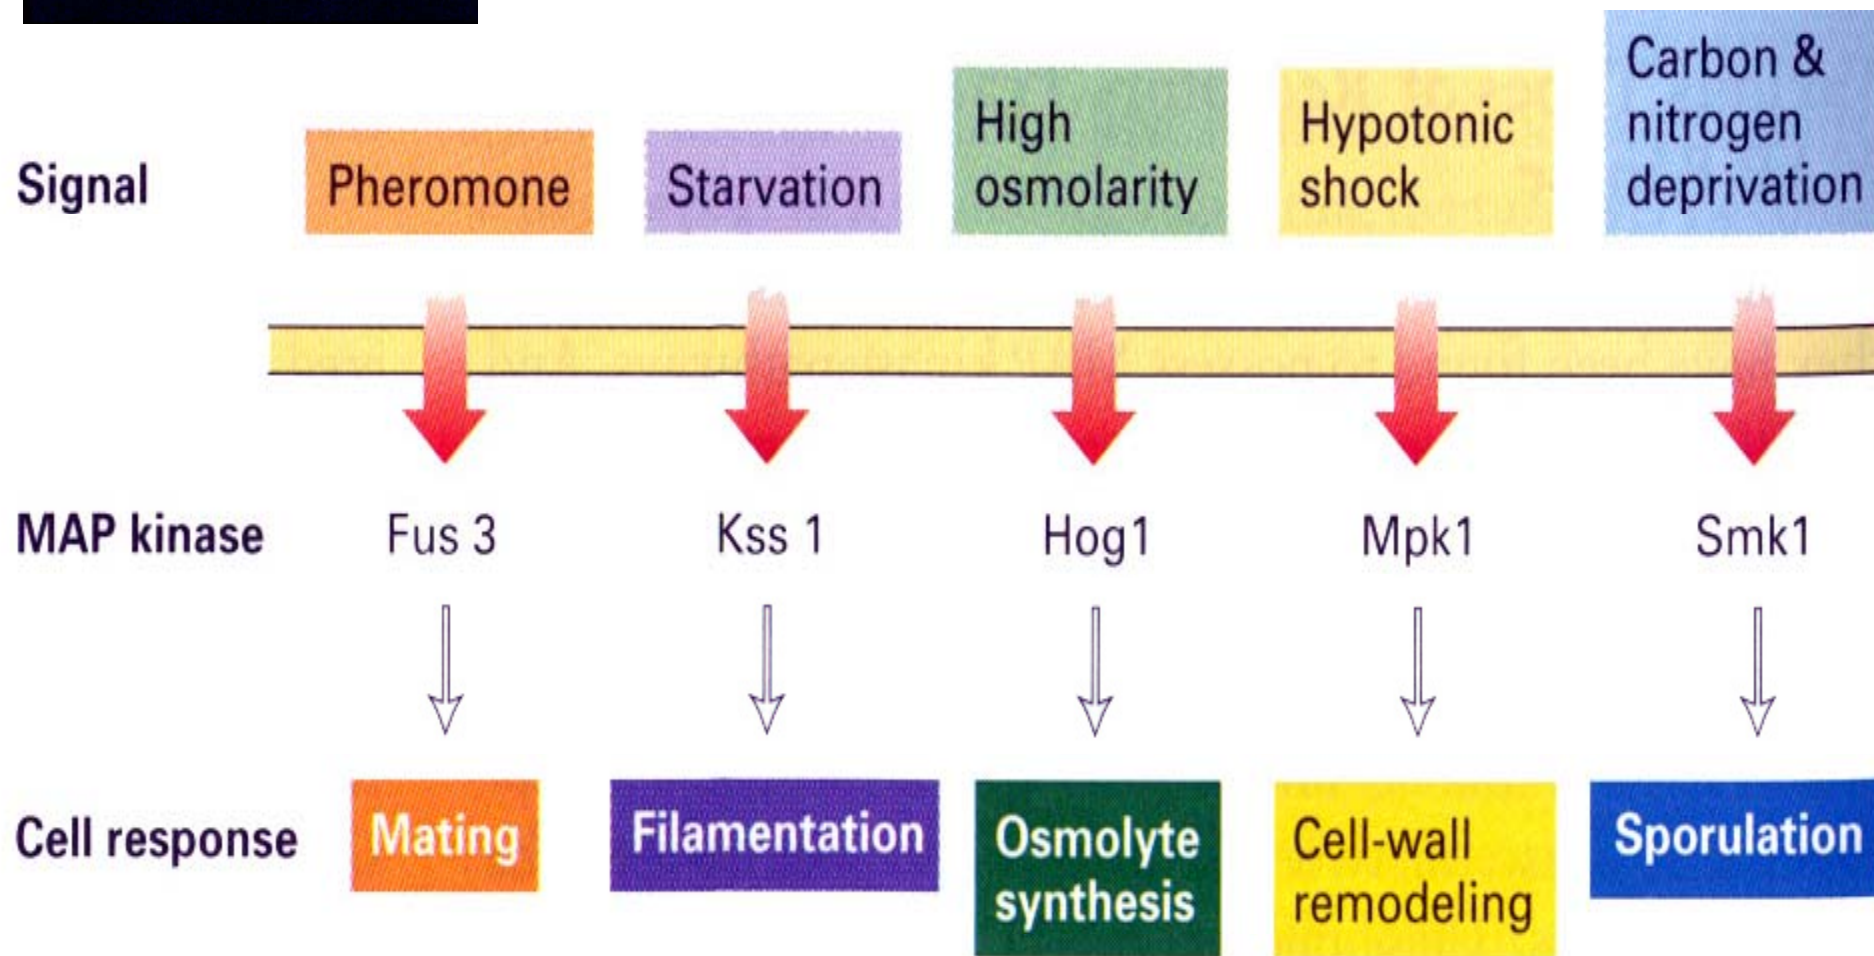 Signal
Pheromone
Starvation
High
osmolarity
Hypotonic
shock
Carbon &
nitrogen
deprivation
MAP kinase
Fus 3
Kss 1
Hog1
Mpk1
Smk1
Cell response
Mating
Filamentation
Osmolyte
synthesis
Cell-wall
remodeling
Sporulation